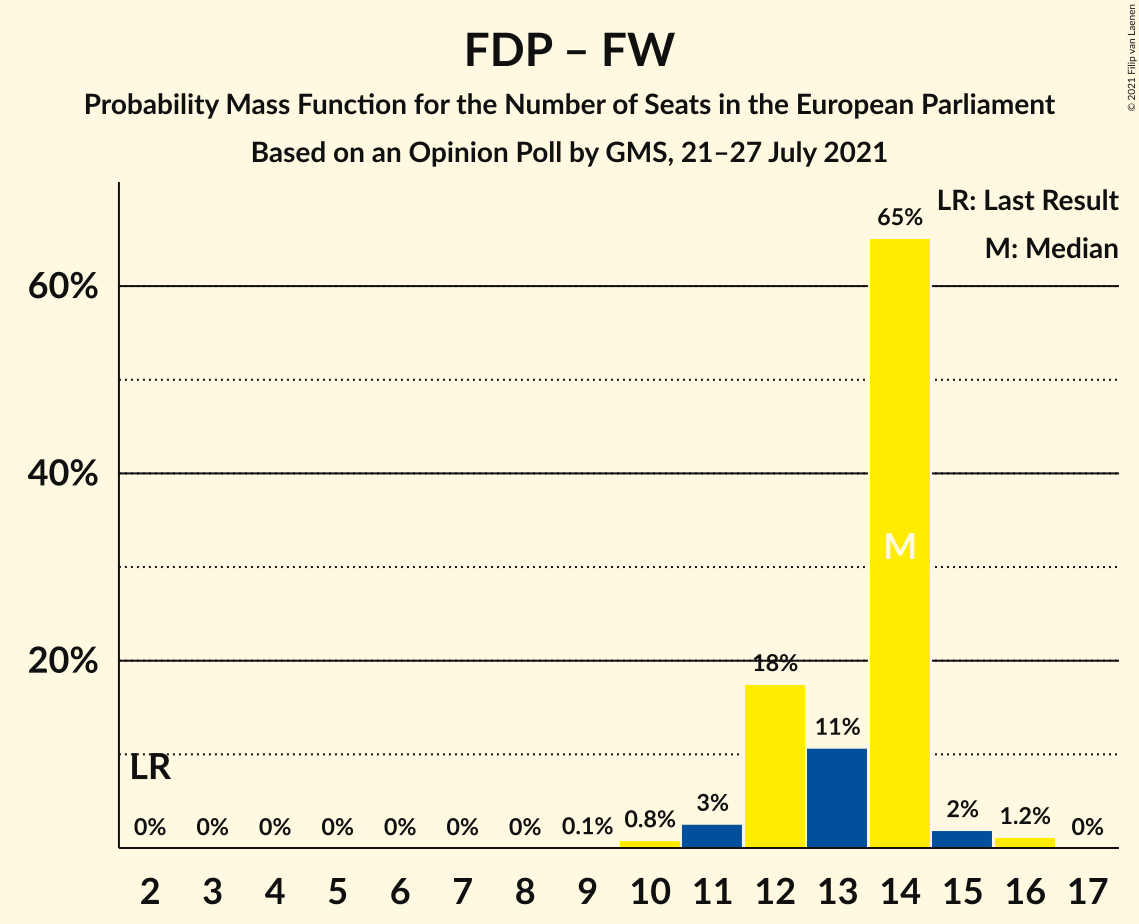 FDP – FW
Probability Mass Function for the Number of Seats in the European Parliament
Based on an Opinion Poll by GMS, 21–27 July 2021
© 2021 Filip van Laenen
LR: Last Result
M: Median
65%
60%
40%
M
20%
18%
11%
LR
3%
2%
0% 0% 0% 0% 0% 0% 0% 0.1% 0.8% 1.2% 0%
2 3 4 5 6 7 8 9 10 11 12 13 14 15 16 17